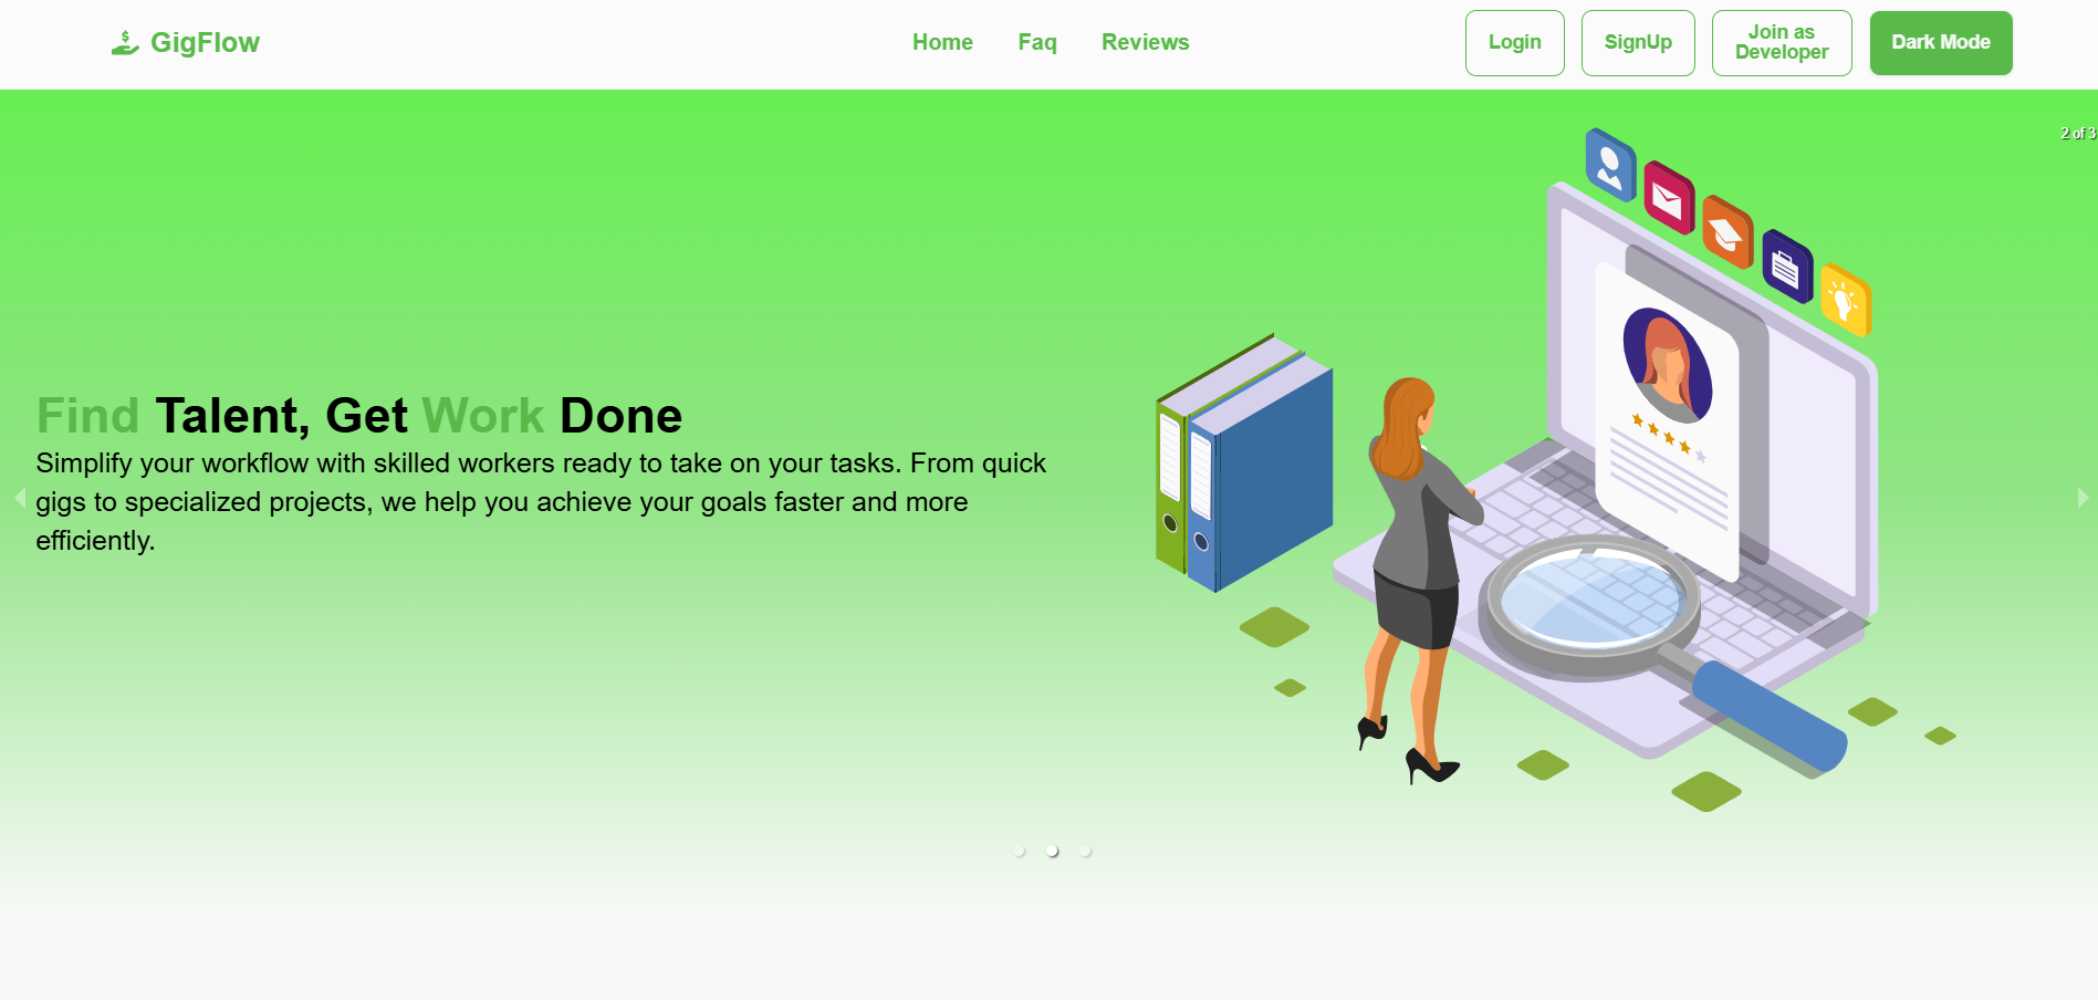 GigFlow
Home
Faq
Reviews
Login
SignUp
Join as
Developer
Dark Mode
2 of 3
Find Talent, Get Work Done
Simplify your workflow with skilled workers ready to take on your tasks. From quick
gigs to specialized projects, we help you achieve your goals faster and more
efficiently.